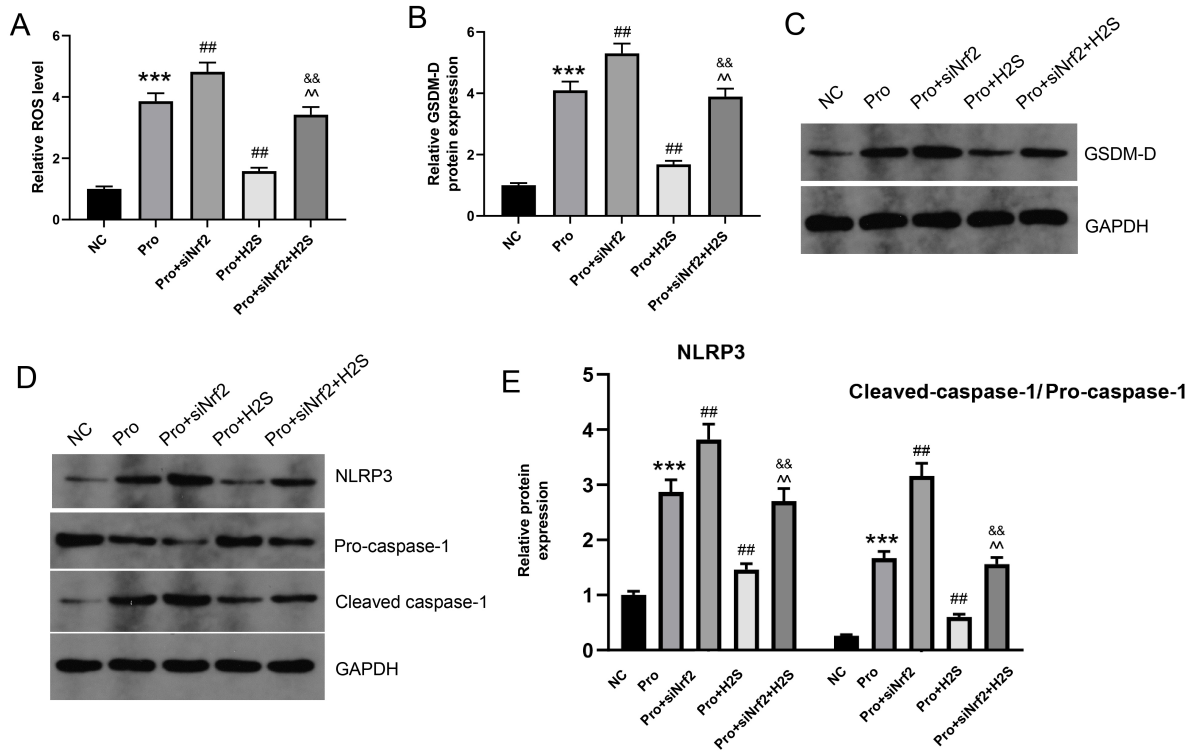 A
Relative ROS level
6
4
2
0
***
##
##
&&
^^
NC
Pro
Pro+siNrf2
Pro+H2S
Pro+siNrf2+H2S
B
Relative GSDM-D
protein expression
6
4
2
0
***
##
##
&&
^^
NC
Pro
Pro+siNrf2
Pro+H2S
Pro+siNrf2+H2S
C
NC
Pro
Pro+siNrf2
Pro+H2S
Pro+siNrf2+H2S
GSDM-D
GAPDH
D
NC
Pro
Pro+siNrf2
Pro+H2S
Pro+siNrf2+H2S
NLRP3
Pro-caspase-1
Cleaved caspase-1
GAPDH
E
NLRP3
Cleaved-caspase-1/Pro-caspase-1
Relative protein
expression
5
4
3
2
1
0
***
##
##
&&
^^
***
##
##
&&
^^
NC
Pro
Pro+siNrf2
Pro+H2S
Pro+siNrf2+H2S
NC
Pro
Pro+siNrf2
Pro+H2S
Pro+siNrf2+H2S